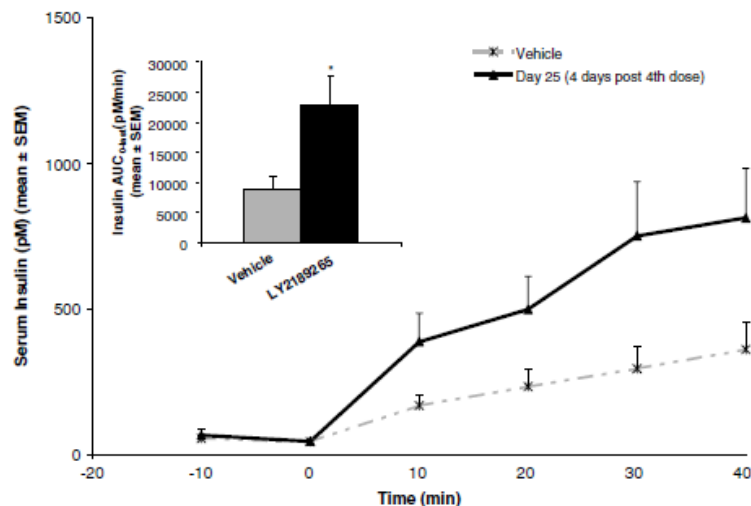 Vehicle
Day 25 (4 days post 4th dose)
Insulin AUC0-last(pM/min)
(mean ± SEM)
30000
25000
20000
15000
10000
5000
0
*
Vehicle
LY2189265
Serum Insulin (pM) (mean ± SEM)
1500
1000
500
0
-20
-10
0
10
20
30
40
Time (min)